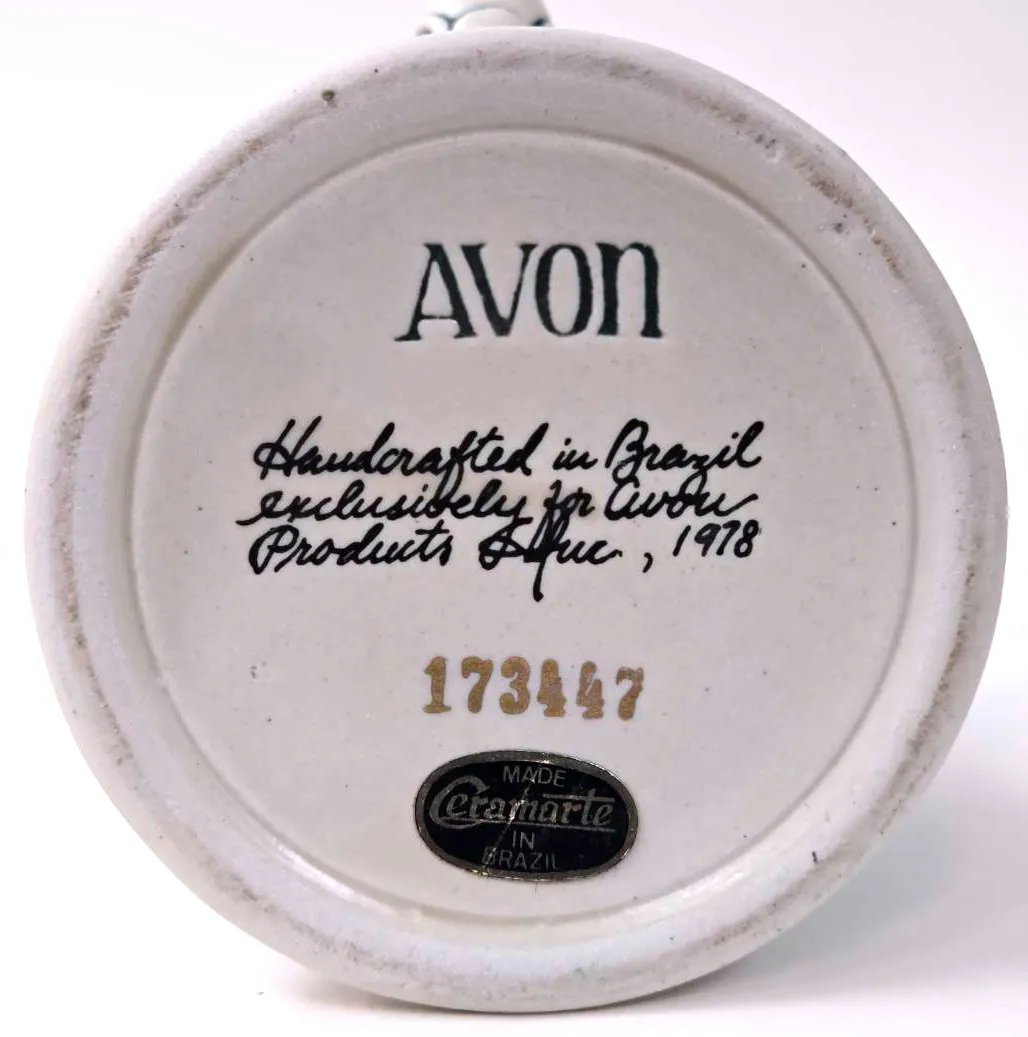 AVON
Handcrafted in Brazil
exclusively for Avon
Products Inc., 1978
173447
MADE
Ceramarte
IN
BRAZIL